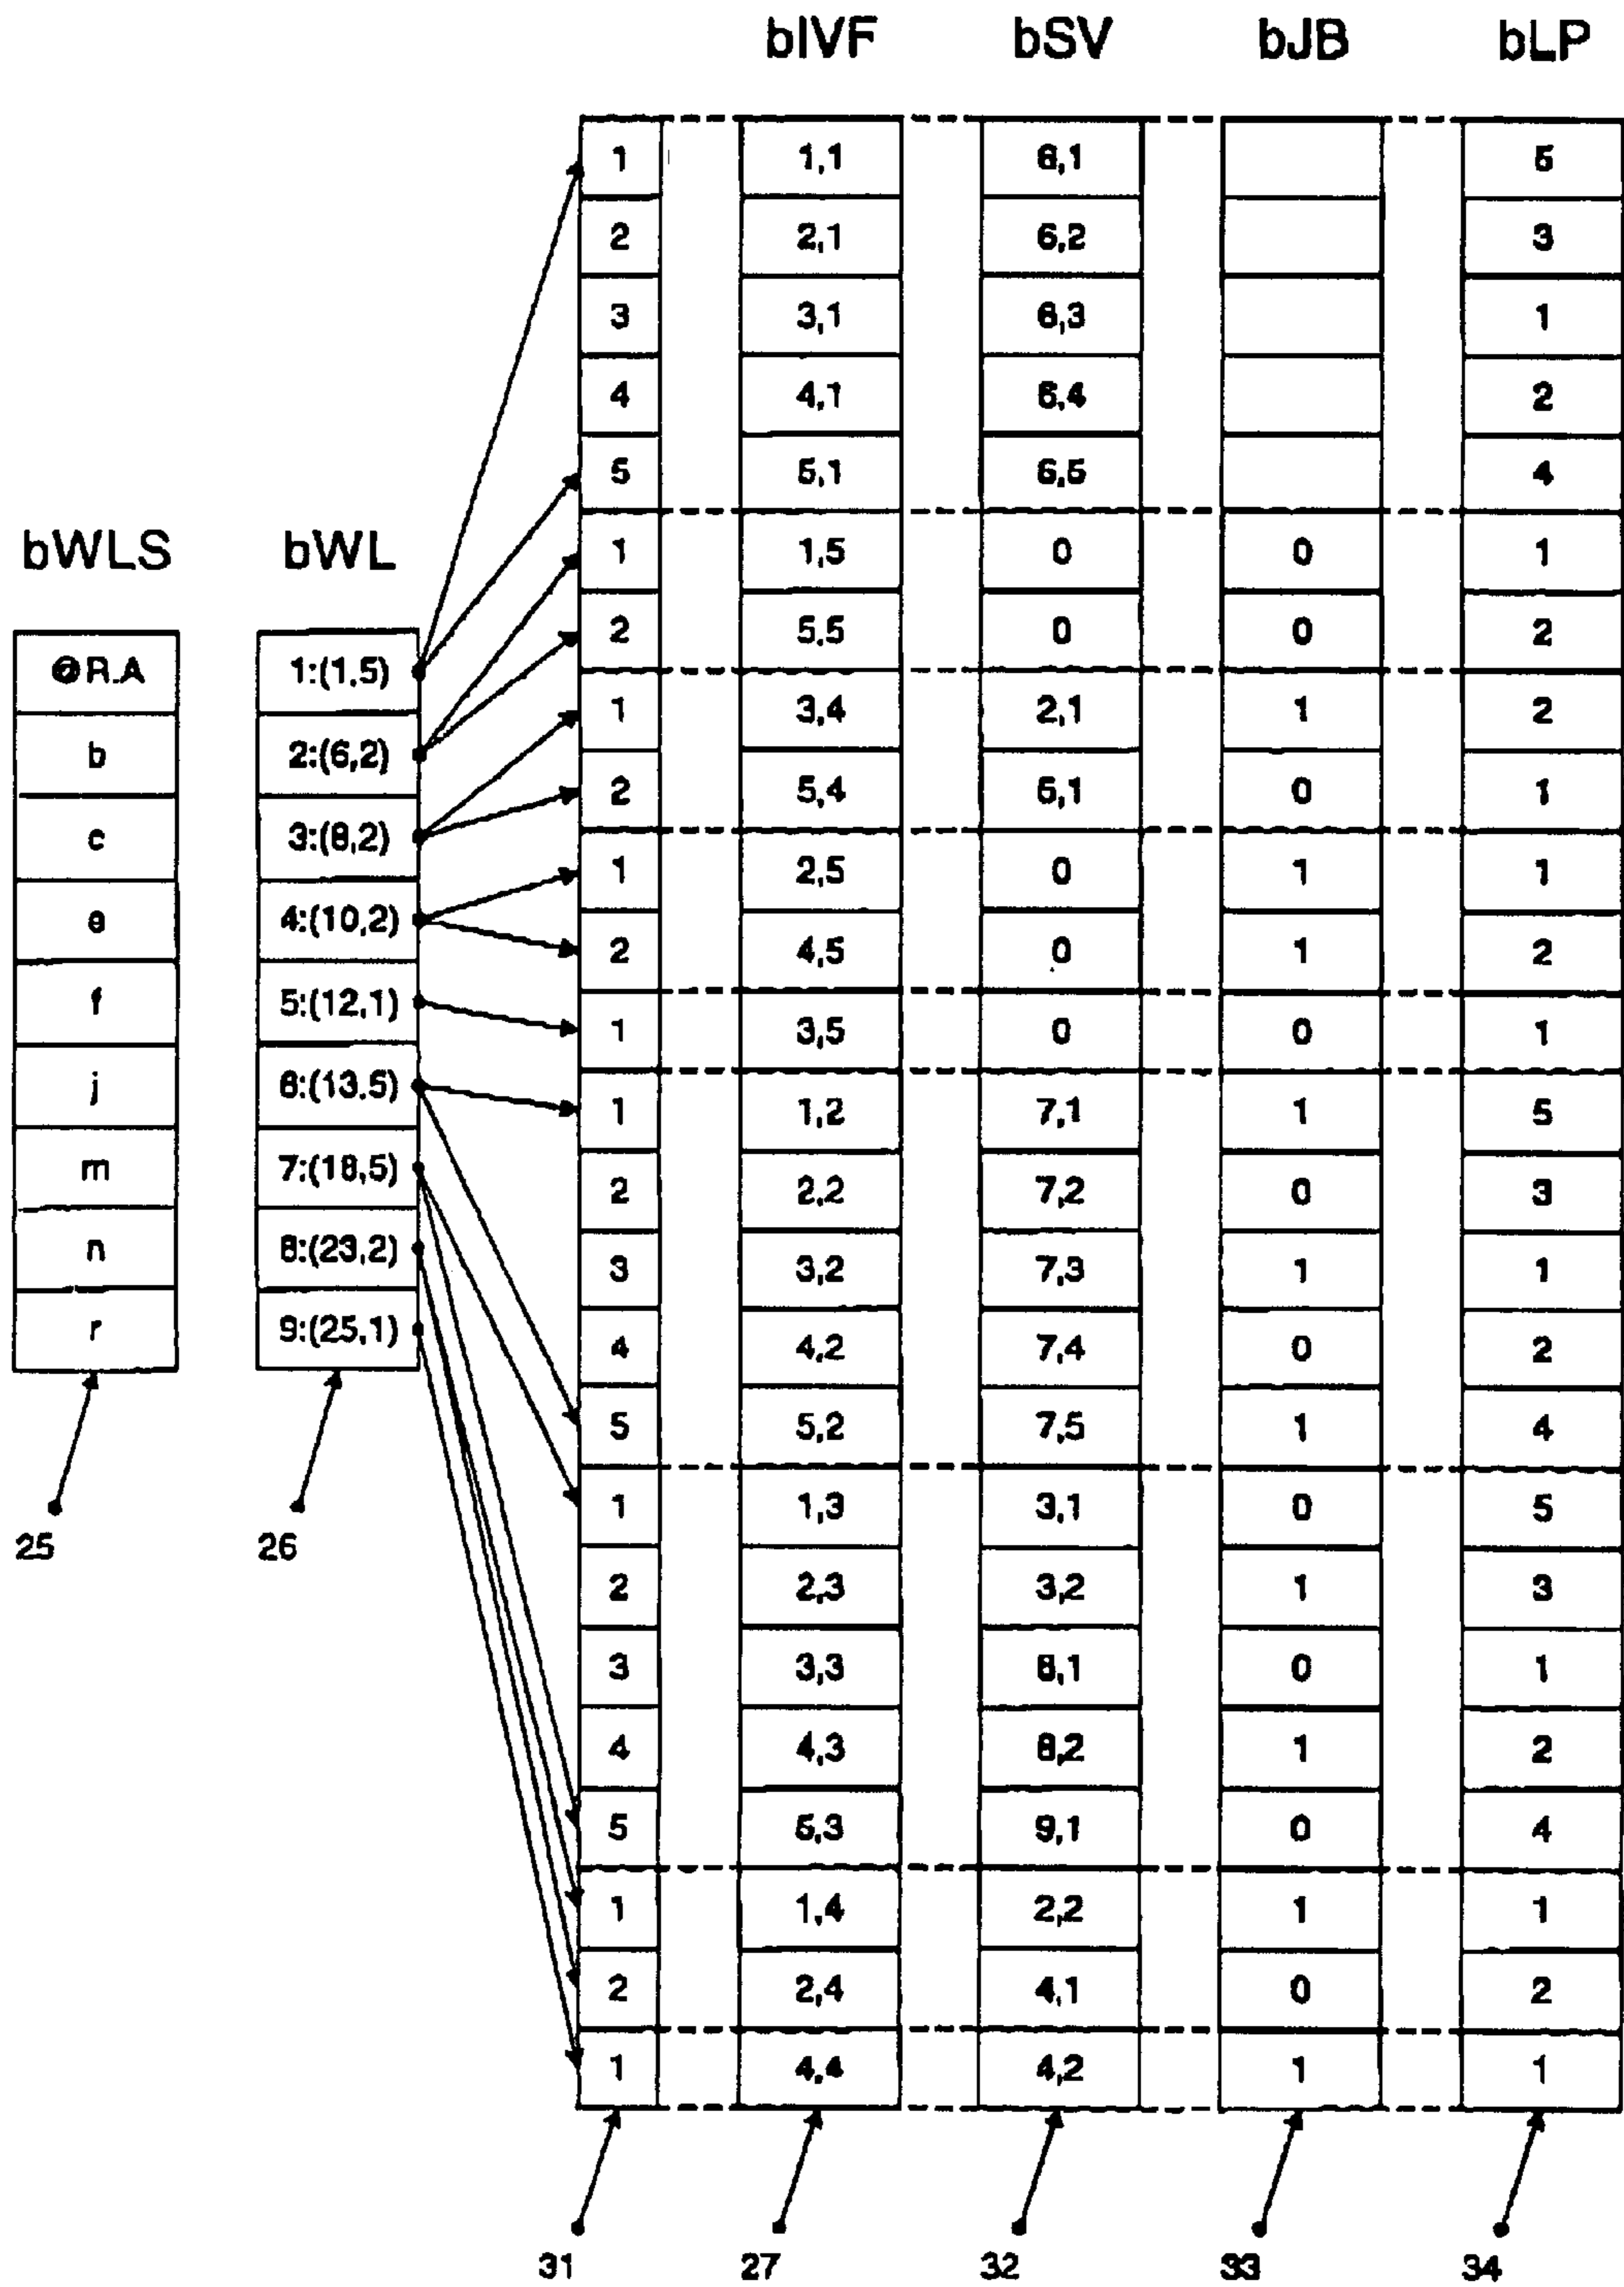 bIVF bSV bJB bLP
1 1,1 6,1 5
2 2,1 6,2 3
3 3,1 6,3 1
4 4,1 6,4 2
5 5,1 6,5 4
bWLS bWL
1 1,5 0 0 1
2 5,5 0 0 2
@R.A 1:(1,5)
1 3,4 2,1 1 2
b 2:(6,2)
2 5,4 5,1 0 1
c 3:(8,2)
1 2,5 0 1 1
e 4:(10,2)
2 4,5 0 1 2
f 5:(12,1)
1 3,5 0 0 1
j 6:(13,5)
1 1,2 7,1 1 5
m 7:(18,5)
2 2,2 7,2 0 3
n 8:(23,2)
3 3,2 7,3 1 1
r 9:(25,1)
4 4,2 7,4 0 2
5 5,2 7,5 1 4
1 1,3 3,1 0 5
25 26
2 2,3 3,2 1 3
3 3,3 8,1 0 1
4 4,3 8,2 1 2
5 5,3 9,1 0 4
1 1,4 2,2 1 1
2 2,4 4,1 0 2
1 4,4 4,2 1 1
31 27 32 33 34